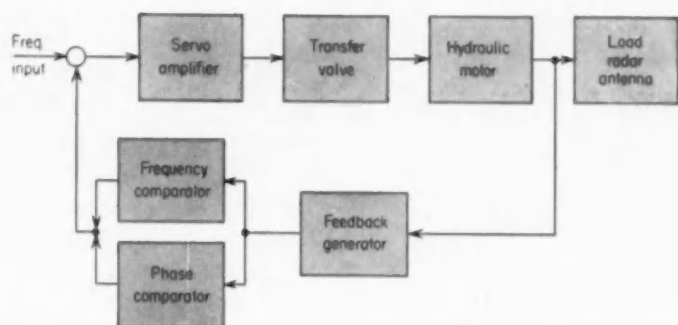 Freq
input
Servo
amplifier
Transfer
valve
Hydraulic
motor
Load
radar
antenna
Frequency
comparator
Feedback
generator
Phase
comparator